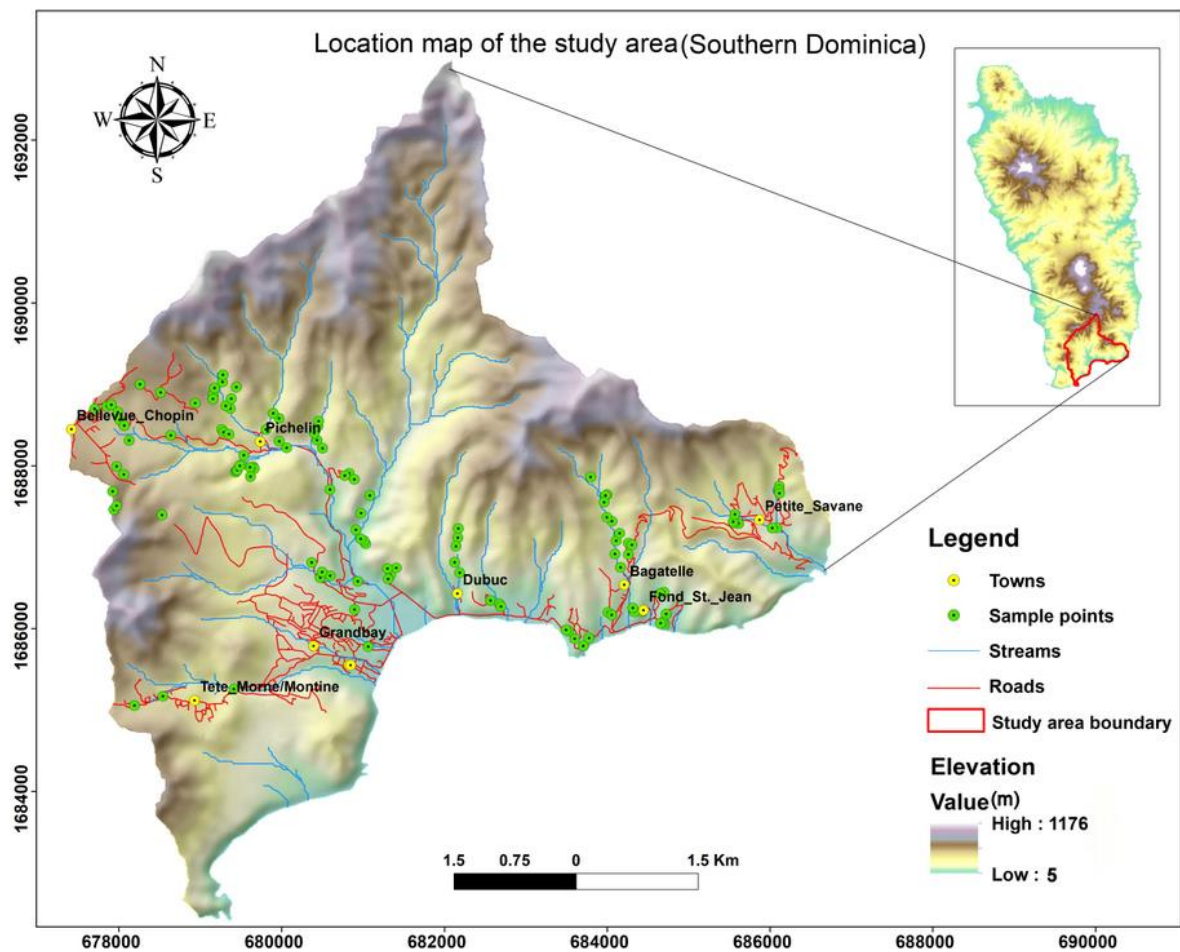 Location map of the study area(Southern Dominica)
N
W
E
S
1692000
1690000
1688000
1686000
1684000
Bellevue_Chopin
Pichelin
Petite_Savane
Bagatelle
Dubuc
Fond_St._Jean
Grandbay
Tete_Morne/Montine
Legend
Towns
Sample points
Streams
Roads
Study area boundary
Elevation
Value(m)
High : 1176
Low : 5
1.5 0.75 0 1.5 Km
678000 680000 682000 684000 686000 688000 690000